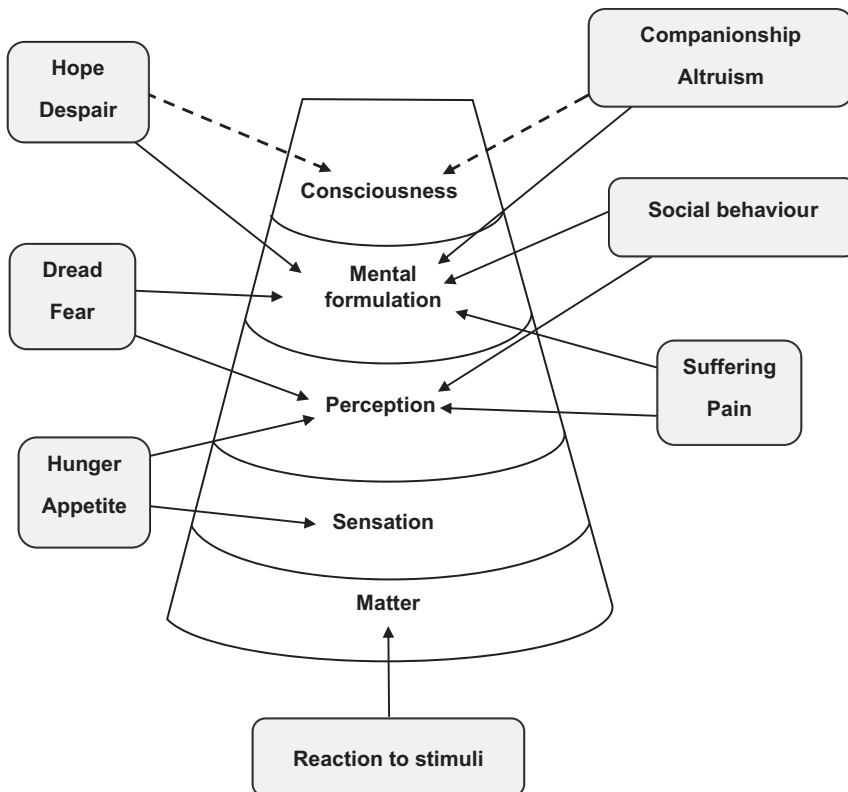 Companionship
Altruism
Hope
Despair
Consciousness
Social behaviour
Dread
Fear
Mental
formulation
Suffering
Pain
Perception
Hunger
Appetite
Sensation
Matter
Reaction to stimuli